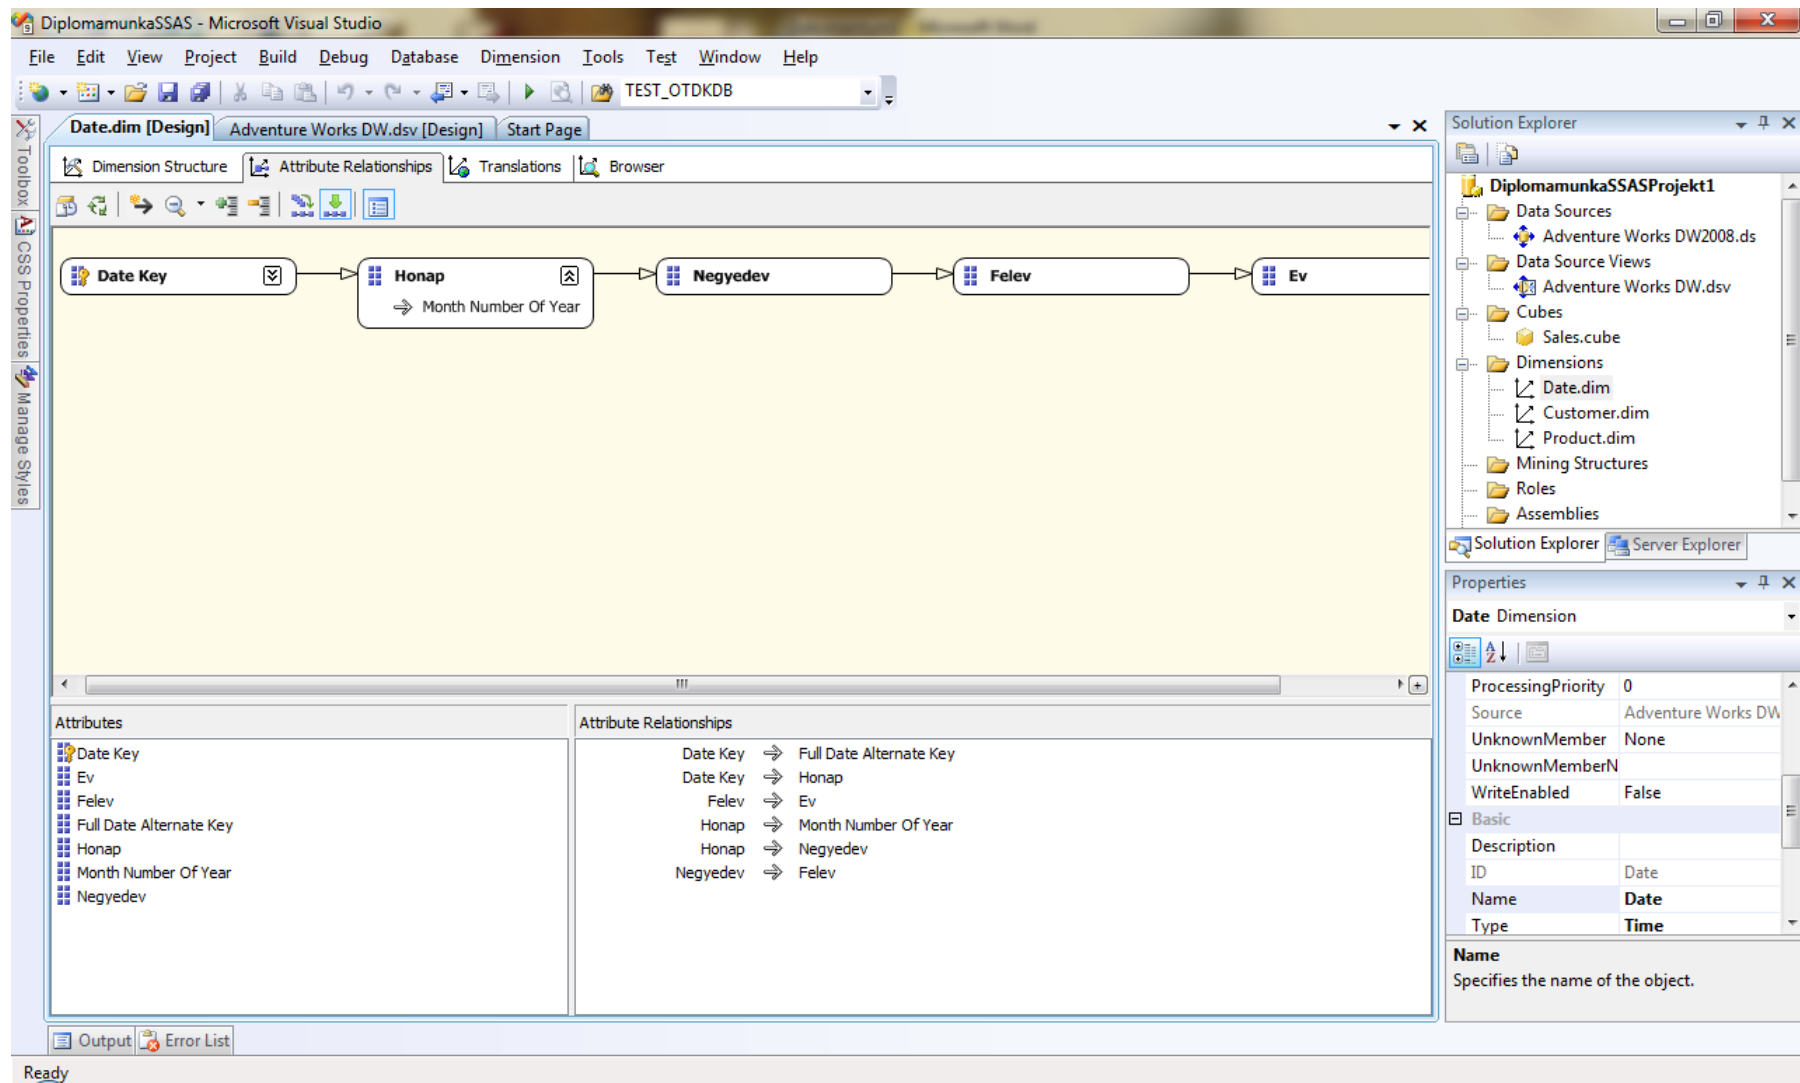 DiplomamunkaSSAS - Microsoft Visual Studio
File Edit View Project Build Debug Database Dimension Tools Test Window Help
TEST_OTDKDB
Date.dim [Design] Adventure Works DW.dsv [Design] Start Page
Dimension Structure Attribute Relationships Translations Browser
Toolbox
CSS Properties
Manage Styles
Date Key Honap Negyedev Felev Ev
Month Number Of Year
Attributes
Date Key
Ev
Felev
Full Date Alternate Key
Honap
Month Number Of Year
Negyedev
Attribute Relationships
Date Key Full Date Alternate Key
Date Key Honap
Felev Ev
Honap Month Number Of Year
Honap Negyedev
Negyedev Felev
Solution Explorer
DiplomamunkaSSASProjekt1
Data Sources
Adventure Works DW2008.ds
Data Source Views
Adventure Works DW.dsv
Cubes
Sales.cube
Dimensions
Date.dim
Customer.dim
Product.dim
Mining Structures
Roles
Assemblies
Solution Explorer Server Explorer
Properties
Date Dimension
ProcessingPriority 0
Source Adventure Works DW
UnknownMember None
UnknownMemberN
WriteEnabled False
Basic
Description
ID Date
Name Date
Type Time
Name
Specifies the name of the object.
Output Error List
Ready